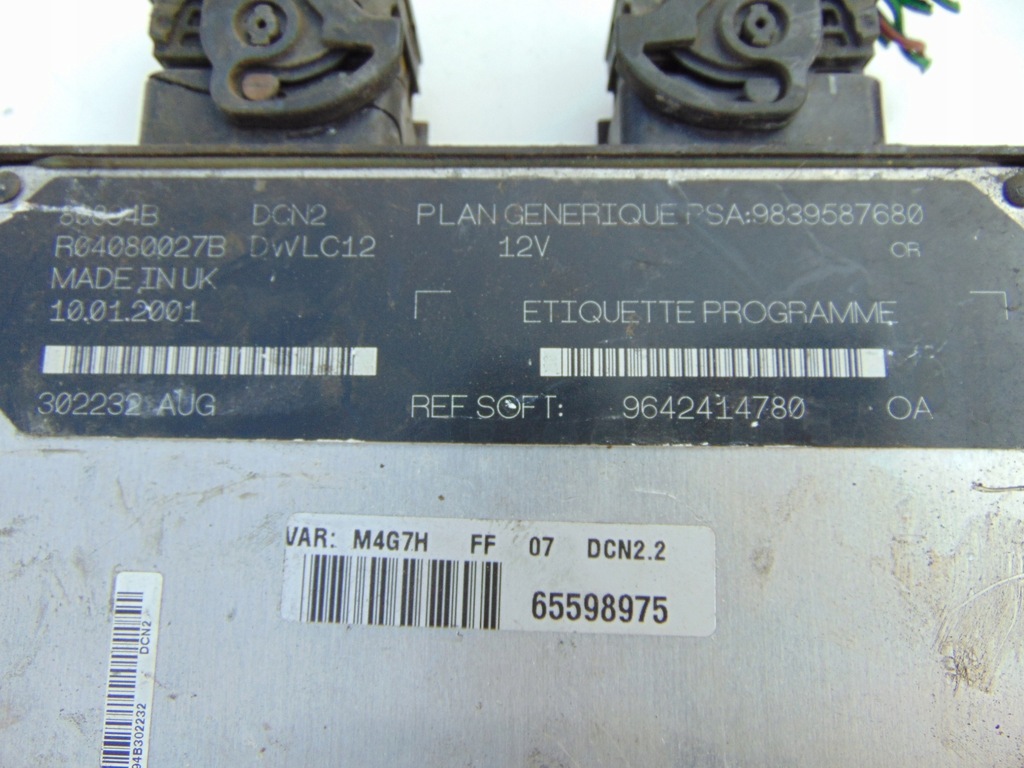 DCN2 PLAN GENERIQUE PSA:9839587680
R04080027B DWLC12 12V OR
MADE IN UK
10.01.2001
ETIQUETTE PROGRAMME
302232 AUG REF.SOFT: 9642414780 OA
VAR: M4G7H FF 07 DCN2.2
65598975
DCN2
94B302232